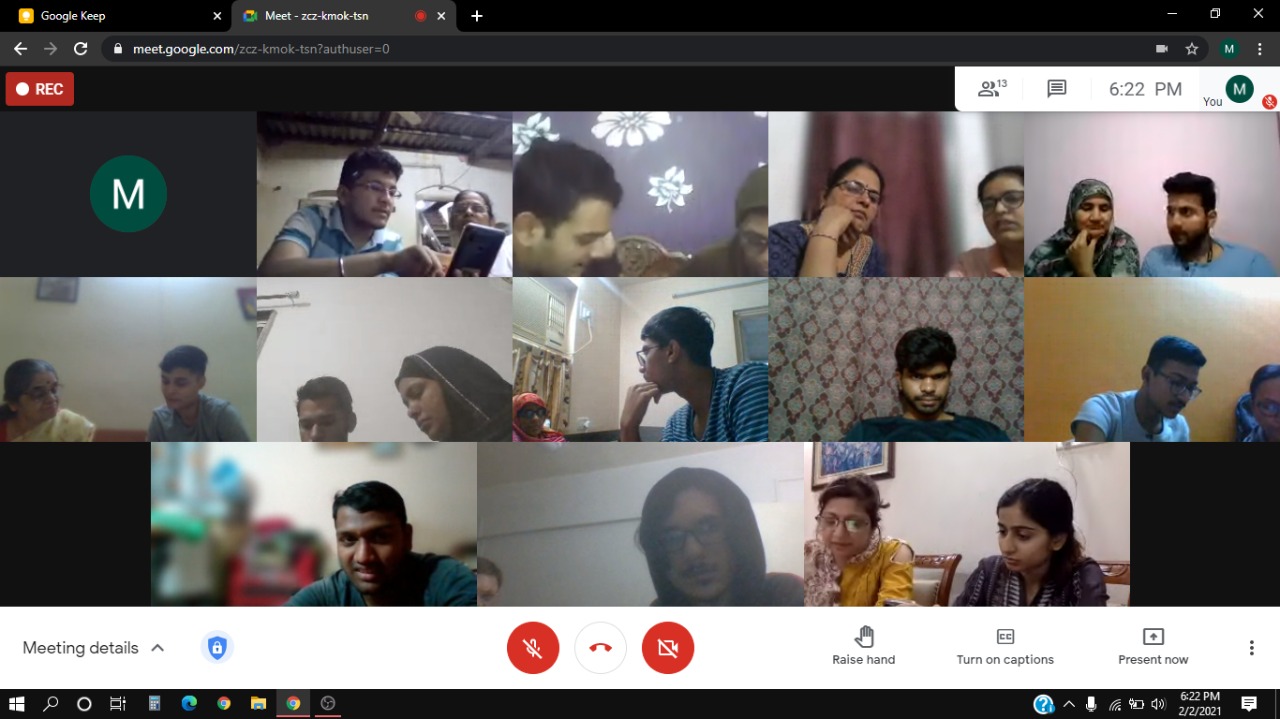 Google Keep
Meet - zcz-kmok-tsn
meet.google.com/zcz-kmok-tsn?authuser=0
M
REC
13
6:22 PM
You
M
M
Meeting details
Raise hand
CC
Turn on captions
Present now
6:22 PM
2/2/2021